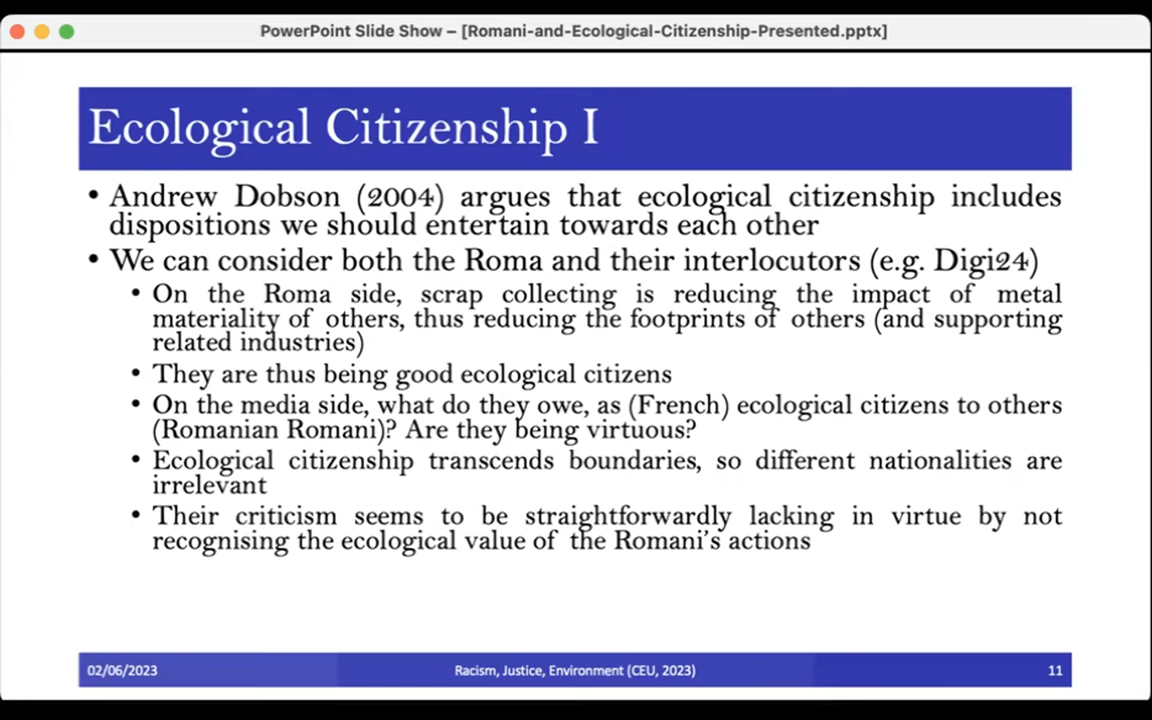 PowerPoint Slide Show – [Romani-and-Ecological-Citizenship-Presented.pptx]
Ecological Citizenship I
• Andrew Dobson (2004) argues that ecological citizenship includes
dispositions we should entertain towards each other
• We can consider both the Roma and their interlocutors (e.g. Digi24)
• On the Roma side, scrap collecting is reducing the impact of metal
materiality of others, thus reducing the footprints of others (and supporting
related industries)
• They are thus being good ecological citizens
• On the media side, what do they owe, as (French) ecological citizens to others
(Romanian Romani)? Are they being virtuous?
• Ecological citizenship transcends boundaries, so different nationalities are
irrelevant
• Their criticism seems to be straightforwardly lacking in virtue by not
recognising the ecological value of the Romani's actions
02/06/2023 Racism, Justice, Environment (CEU, 2023) 11